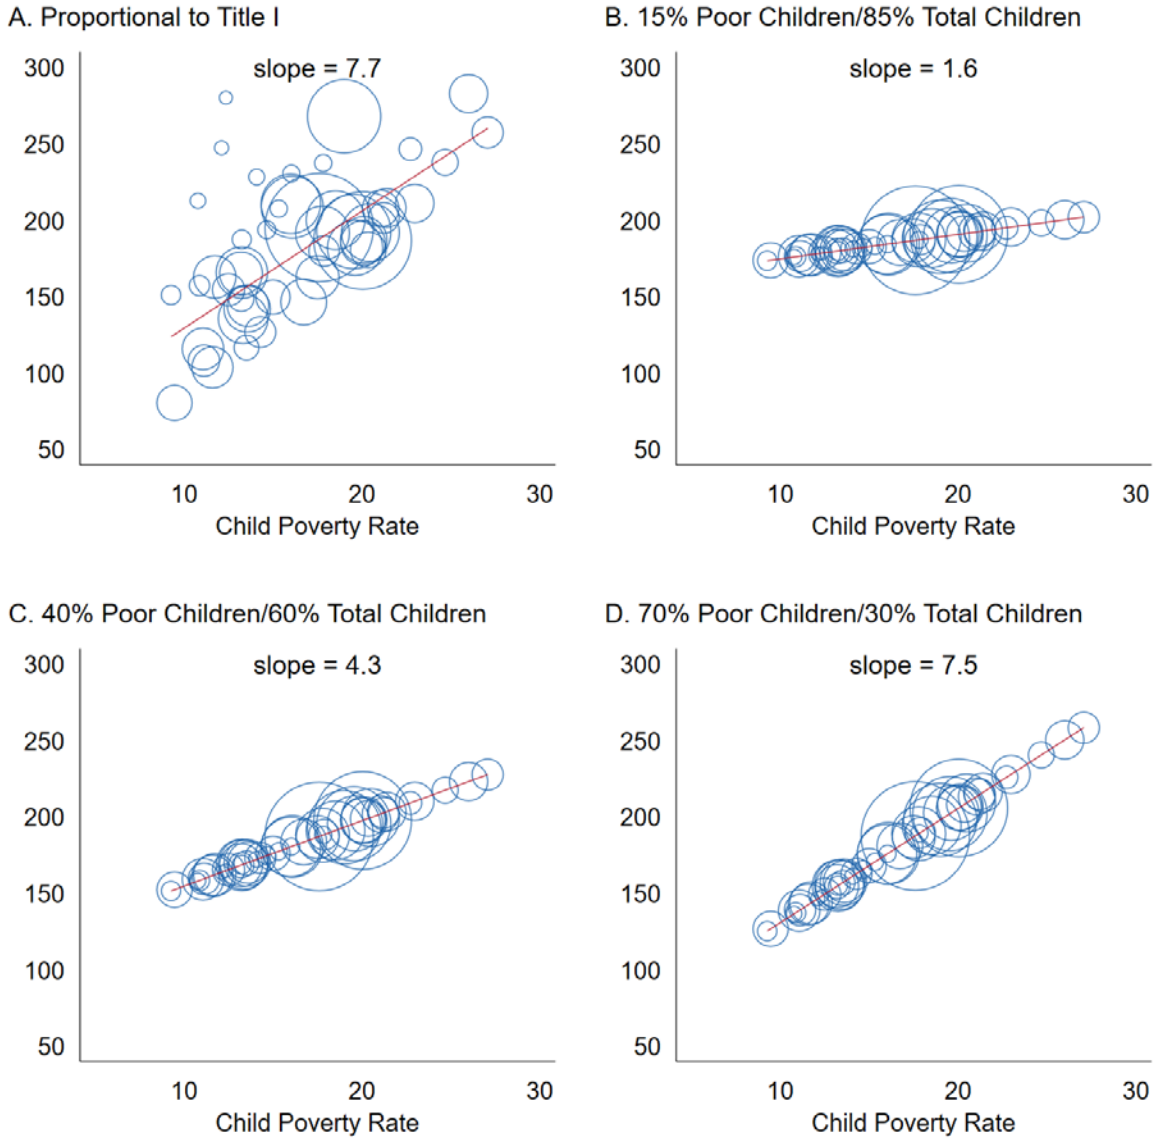 A. Proportional to Title I
slope = 7.7
300
250
200
150
100
50
10 20 30
Child Poverty Rate
B. 15% Poor Children/85% Total Children
slope = 1.6
300
250
200
150
100
50
10 20 30
Child Poverty Rate
C. 40% Poor Children/60% Total Children
slope = 4.3
300
250
200
150
100
50
10 20 30
Child Poverty Rate
D. 70% Poor Children/30% Total Children
slope = 7.5
300
250
200
150
100
50
10 20 30
Child Poverty Rate